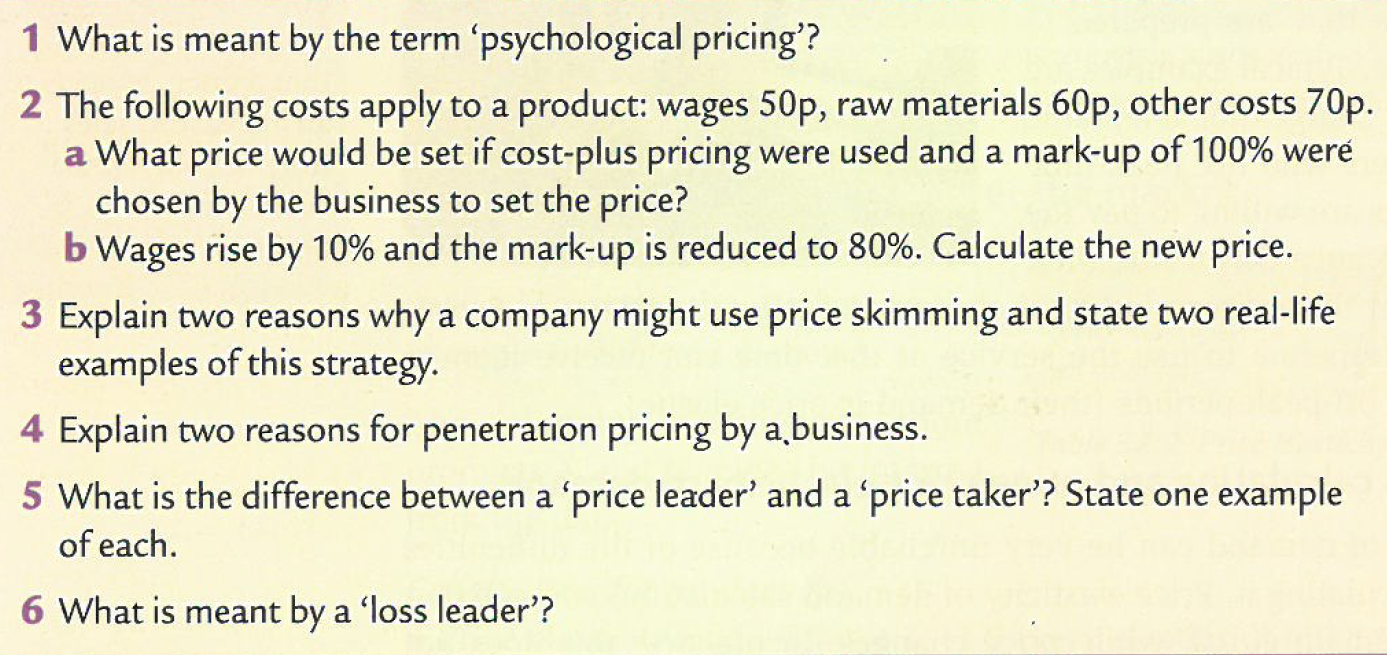 1 What is meant by the term ‘psychological pricing’?
2 The following costs apply to a product: wages 50p, raw materials 60p, other costs 70p.
a What price would be set if cost-plus pricing were used and a mark-up of 100% were
chosen by the business to set the price?
b Wages rise by 10% and the mark-up is reduced to 80%. Calculate the new price.
3 Explain two reasons why a company might use price skimming and state two real-life
examples of this strategy.
4 Explain two reasons for penetration pricing by a business.
5 What is the difference between a ‘price leader’ and a ‘price taker’? State one example
of each.
6 What is meant by a ‘loss leader’?